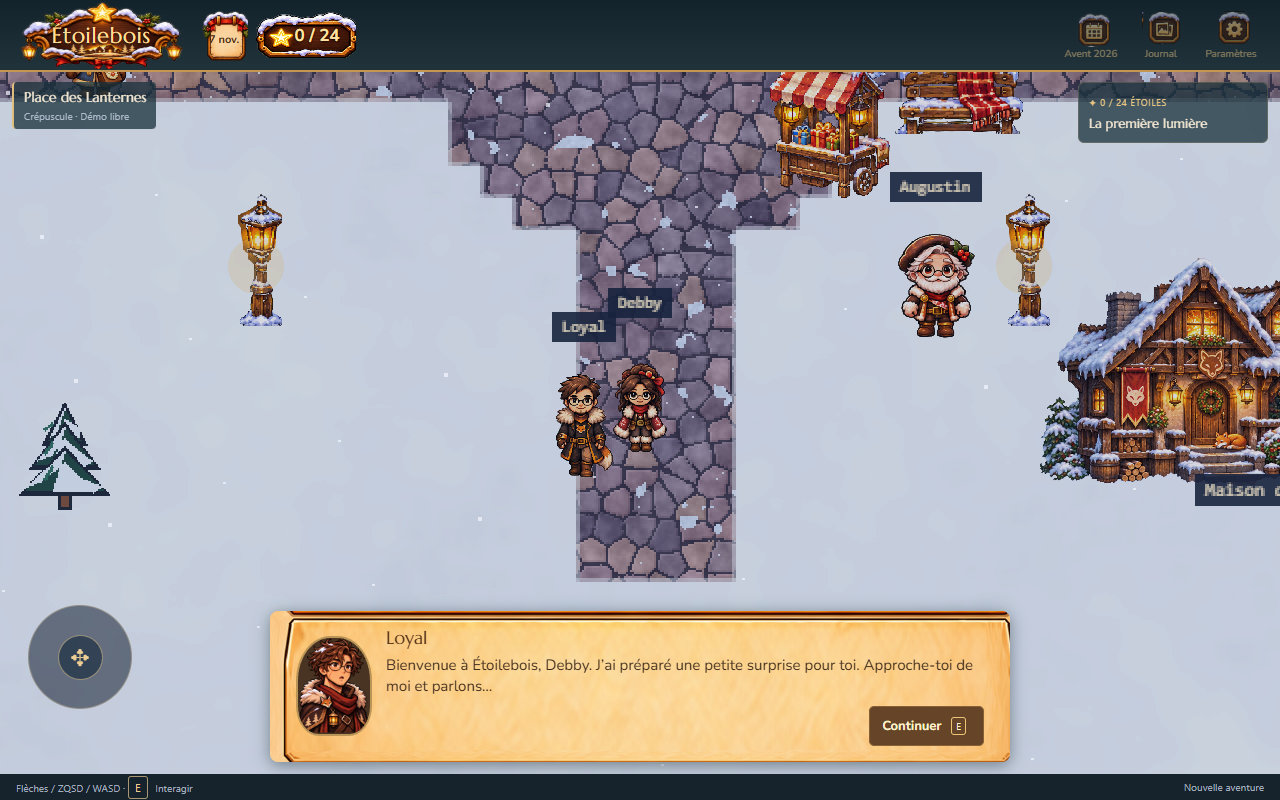 Étoilebois
7 nov.
0 / 24
Avent 2026
Journal
Paramètres
Place des Lanternes
Crépuscule · Démo libre
✦ 0 / 24 ÉTOILES
La première lumière
Augustin
Debby
Loyal
Maison
Loyal
Bienvenue à Étoilebois, Debby. J’ai préparé une petite surprise pour toi. Approche-toi de
moi et parlons…
Continuer E
Flèches / ZQSD / WASD · E Interagir
Nouvelle aventure